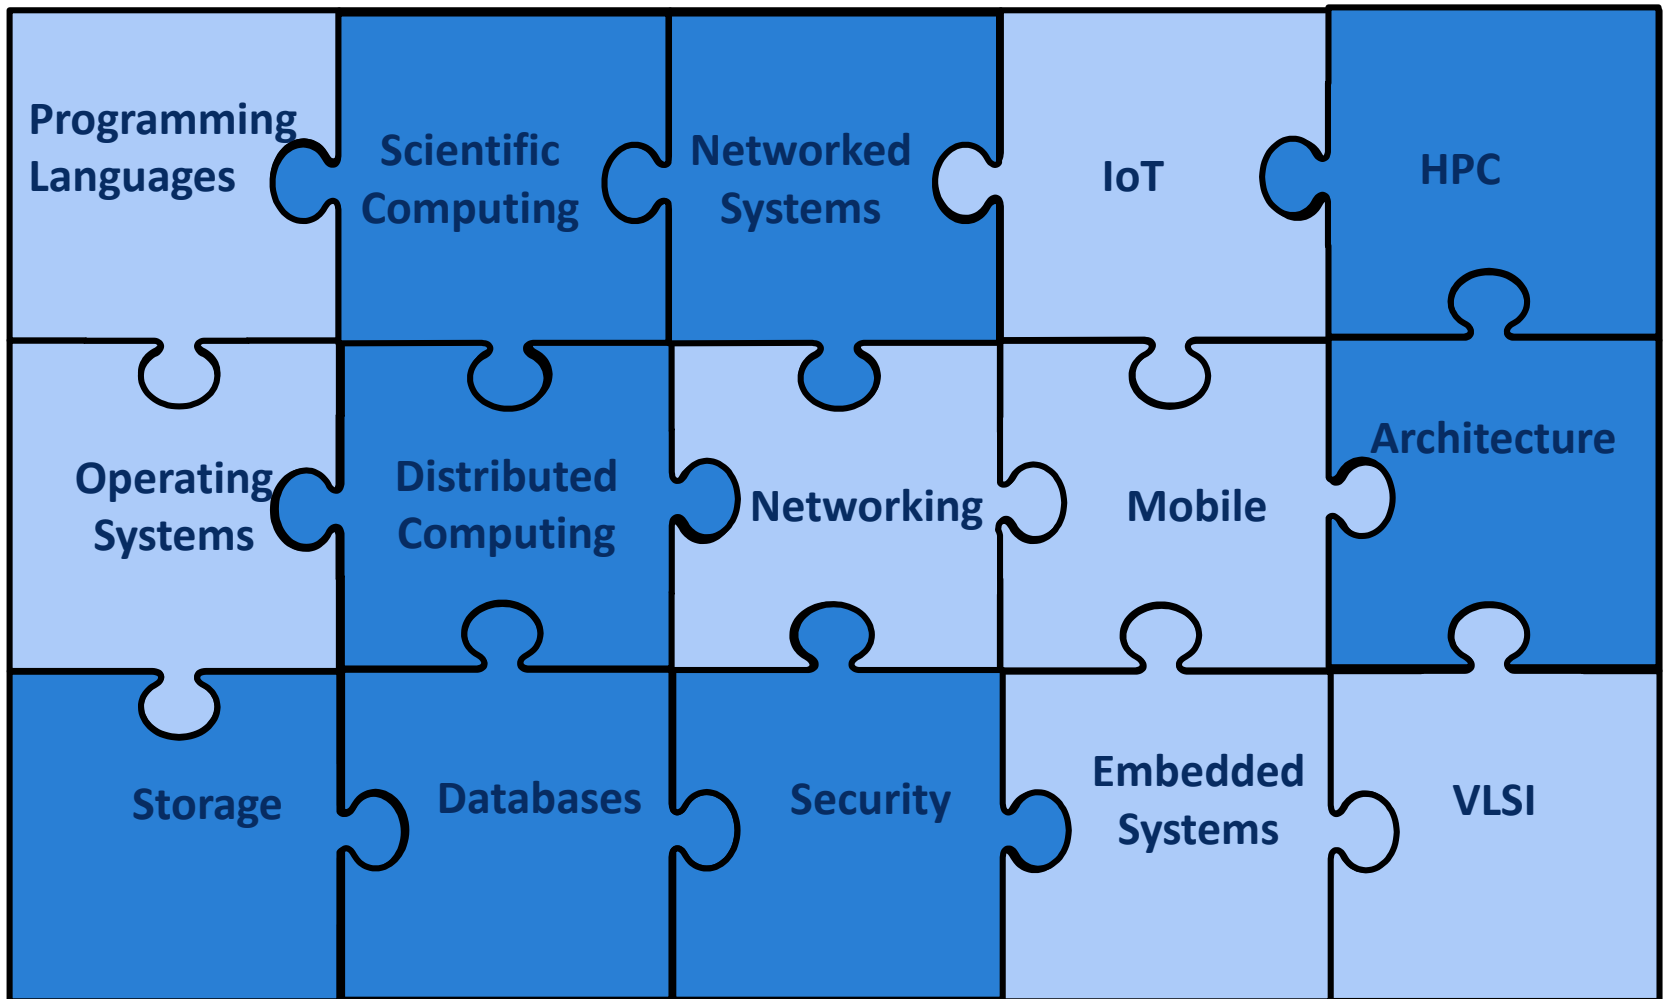 Programming
Languages
Scientific
Computing
Networked
Systems
IoT
HPC
Operating
Systems
Distributed
Computing
Networking
Mobile
Architecture
Storage
Databases
Security
Embedded
Systems
VLSI